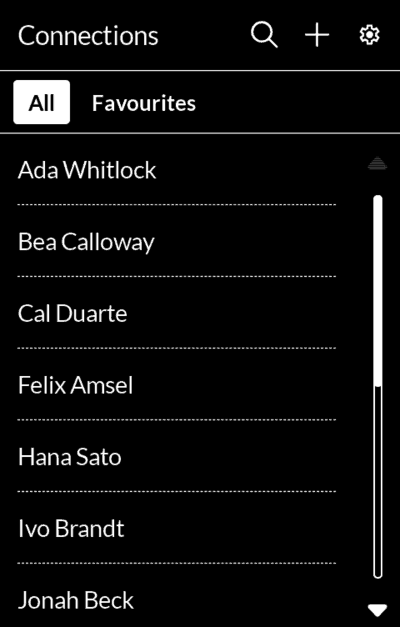 Connections
All Favourites
Ada Whitlock
Bea Calloway
Cal Duarte
Felix Amsel
Hana Sato
Ivo Brandt
Jonah Beck